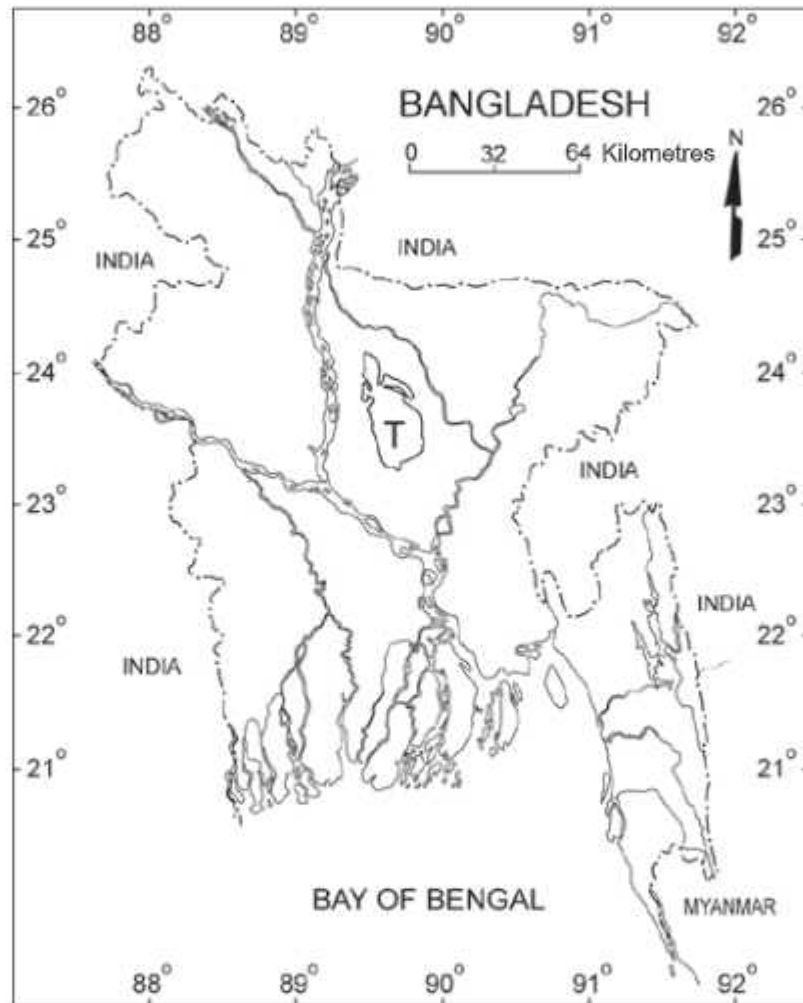 88° 89° 90° 91° 92°
26° 26°
BANGLADESH
0 32 64 Kilometres
N
25° 25°
INDIA INDIA
24° 24°
T
INDIA
23° 23°
INDIA
22° 22°
INDIA
21° 21°
BAY OF BENGAL MYANMAR
88° 89° 90° 91° 92°